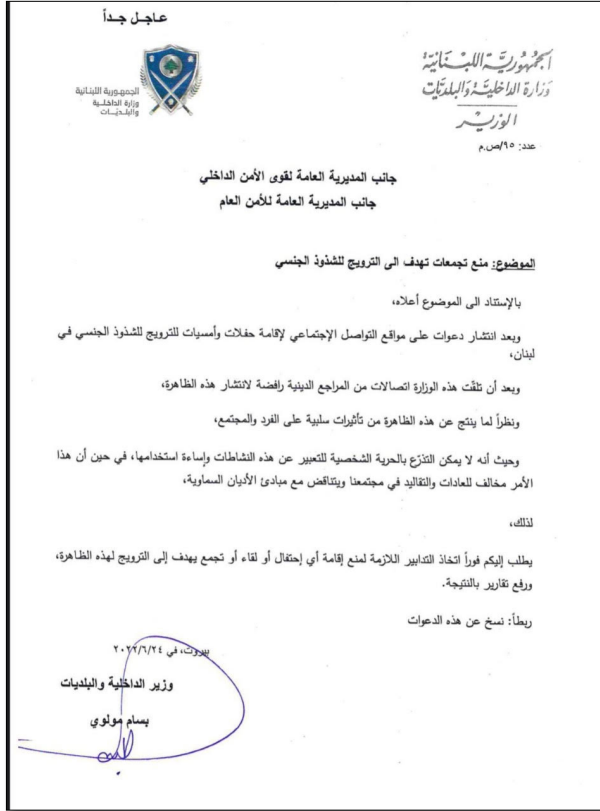 عاجل جداً
الجمهورية اللبنانية
وزارة الداخلية والبلديات
الوزير
الجمهورية اللبنانية
وزارة الداخلية
والبلديات
عدد: ٩٥/ص.م
جانب المديرية العامة لقوى الأمن الداخلي
جانب المديرية العامة للأمن العام
الموضوع: منع تجمعات تهدف الى الترويج للشذوذ الجنسي
بالإستناد الى الموضوع أعلاه،
وبعد انتشار دعوات على مواقع التواصل الإجتماعي لإقامة حفلات وأمسيات للترويج للشذوذ الجنسي في
لبنان،
وبعد أن تلقّت هذه الوزارة اتصالات من المراجع الدينية رافضة لانتشار هذه الظاهرة،
ونظراً لما ينتج عن هذه الظاهرة من تأثيرات سلبية على الفرد والمجتمع،
وحيث أنه لا يمكن التذرّع بالحرية الشخصية للتعبير عن هذه النشاطات وإساءة استخدامها، في حين أن هذا
الأمر مخالف للعادات والتقاليد في مجتمعنا ويتناقض مع مبادئ الأديان السماوية،
لذلك،
يطلب إليكم فوراً اتخاذ التدابير اللازمة لمنع إقامة أي إحتفال أو لقاء أو تجمع يهدف إلى الترويج لهذه الظاهرة،
ورفع تقارير بالنتيجة.
ربطاً: نسخ عن هذه الدعوات
بيروت، في ٢٠٢٢/٦/٢٤
وزير الداخلية والبلديات
بسام مولوي